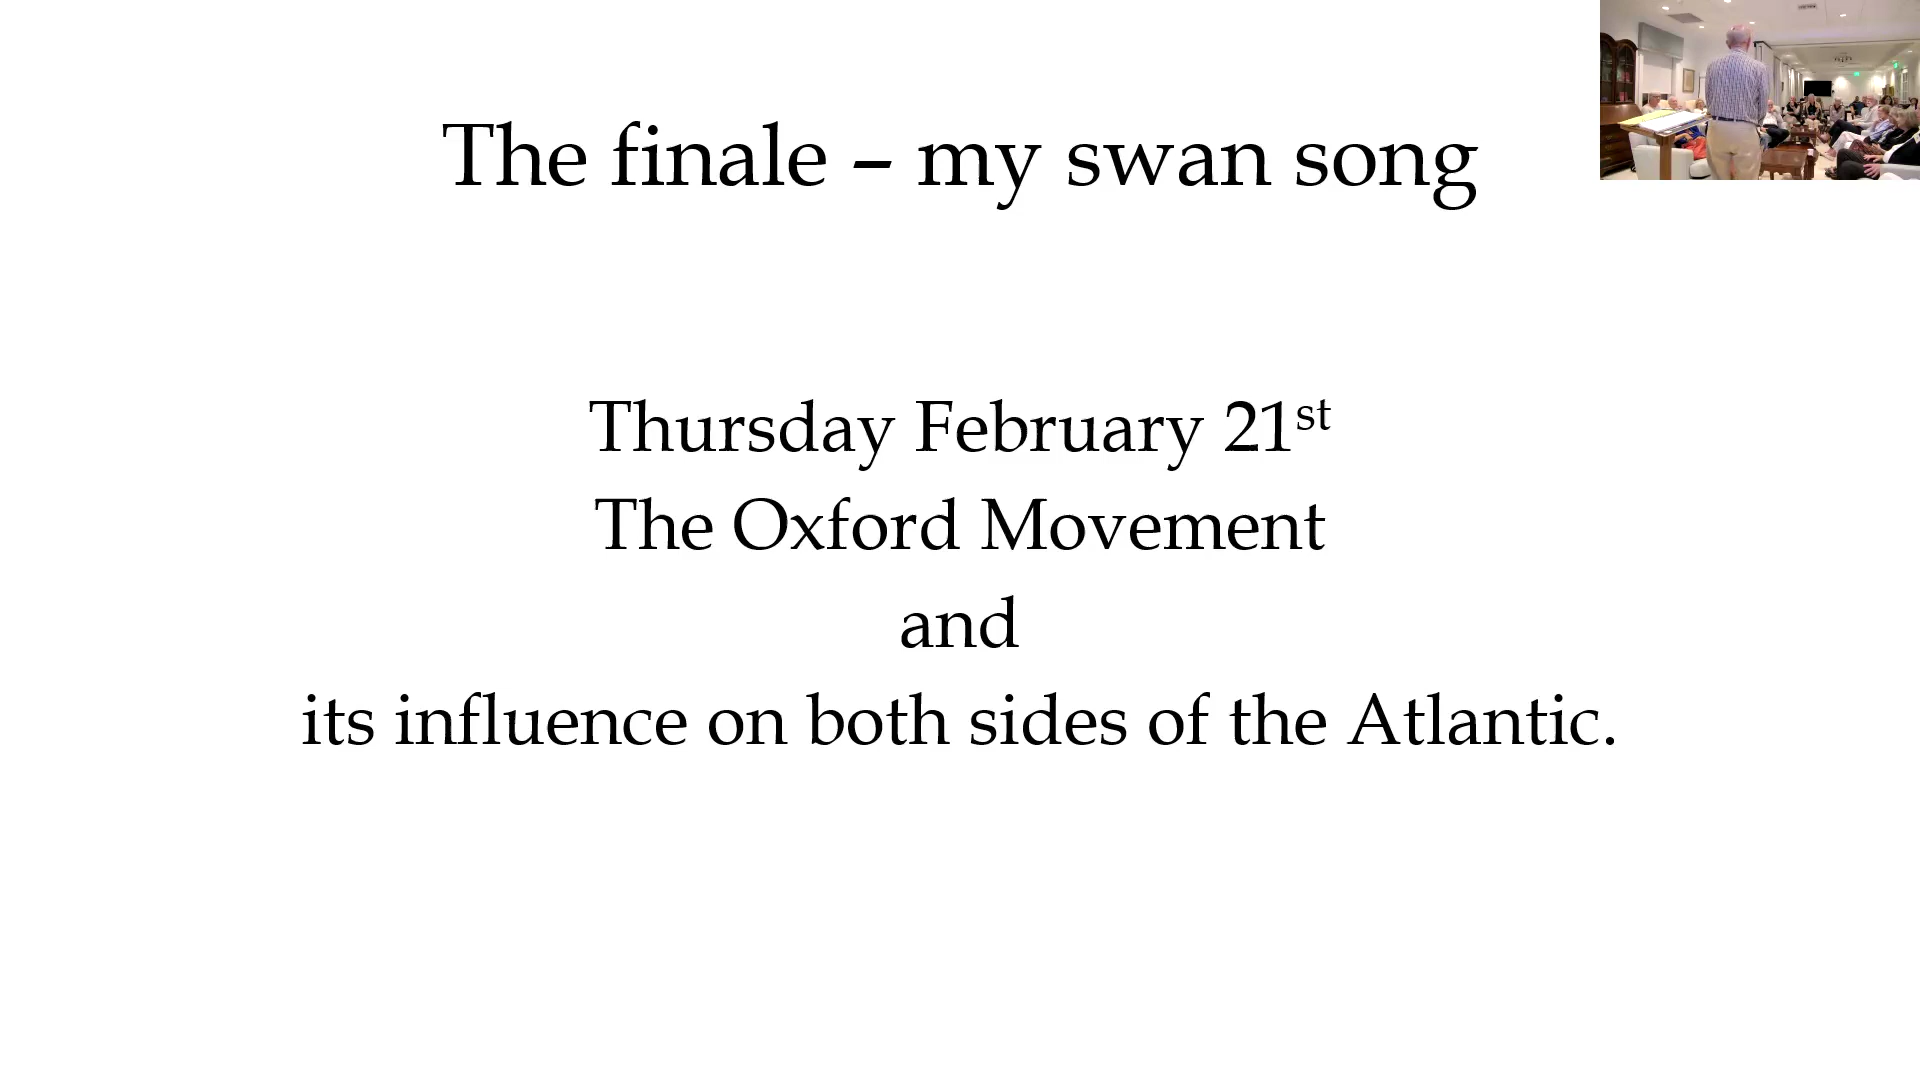 The finale – my swan song
Thursday February 21st
The Oxford Movement
and
its influence on both sides of the Atlantic.